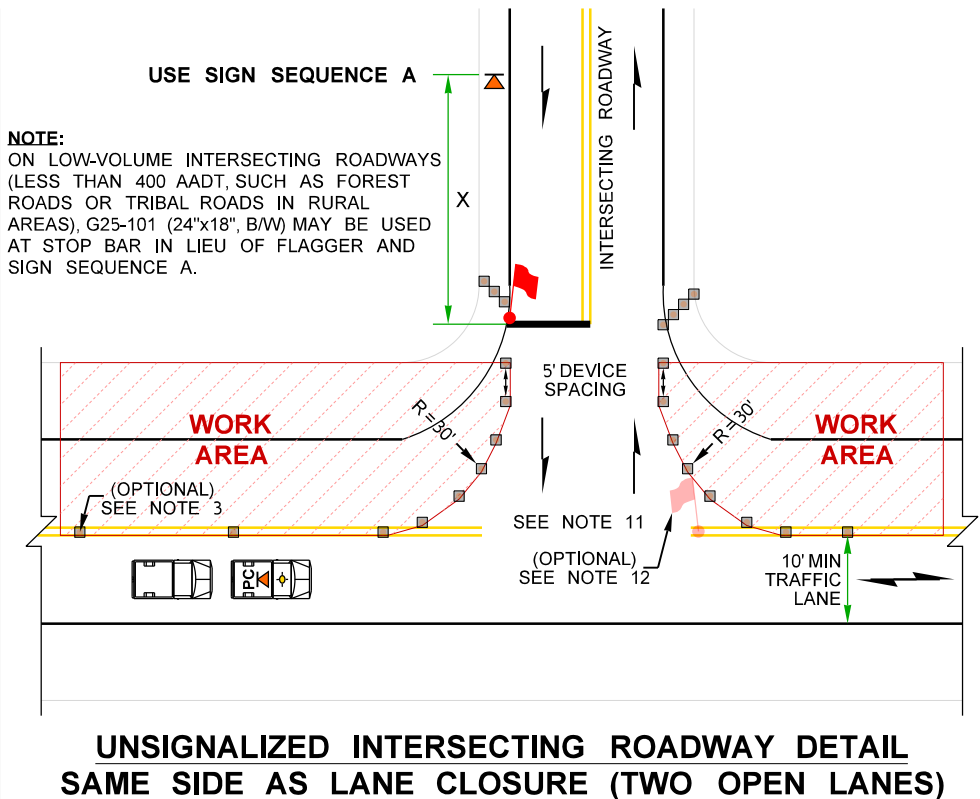 USE SIGN SEQUENCE A
NOTE:
ON LOW-VOLUME INTERSECTING ROADWAYS
(LESS THAN 400 AADT, SUCH AS FOREST
ROADS OR TRIBAL ROADS IN RURAL
AREAS), G25-101 (24"x18", B/W) MAY BE USED
AT STOP BAR IN LIEU OF FLAGGER AND
SIGN SEQUENCE A.
X
INTERSECTING ROADWAY
5' DEVICE
SPACING
R=30'
R=30'
WORK
AREA
WORK
AREA
(OPTIONAL)
SEE NOTE 3
SEE NOTE 11
(OPTIONAL)
SEE NOTE 12
PC
10' MIN
TRAFFIC
LANE
UNSIGNALIZED INTERSECTING ROADWAY DETAIL
SAME SIDE AS LANE CLOSURE (TWO OPEN LANES)